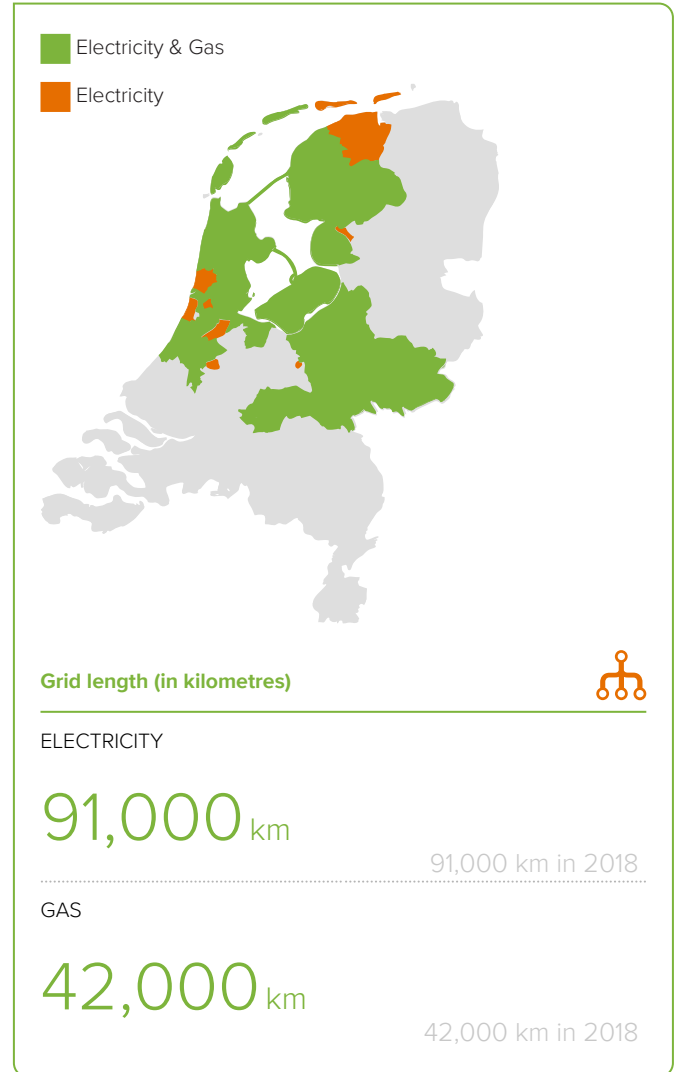 Electricity & Gas
Electricity
Grid length (in kilometres)
ELECTRICITY
91,000 km
91,000 km in 2018
GAS
42,000 km
42,000 km in 2018